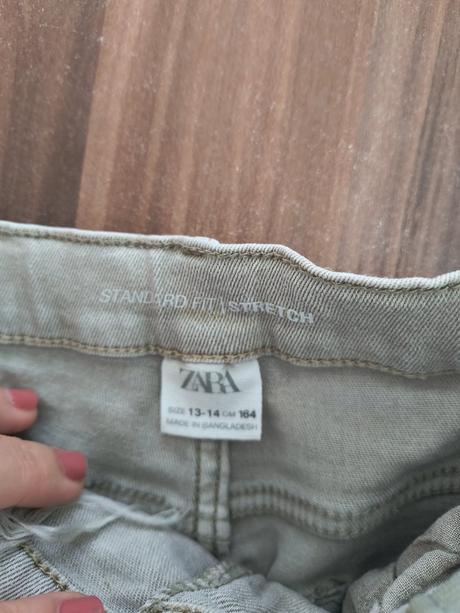 STANDARD FIT | STRETCH
ZARA
SIZE 13-14 CM 164
MADE IN BANGLADESH